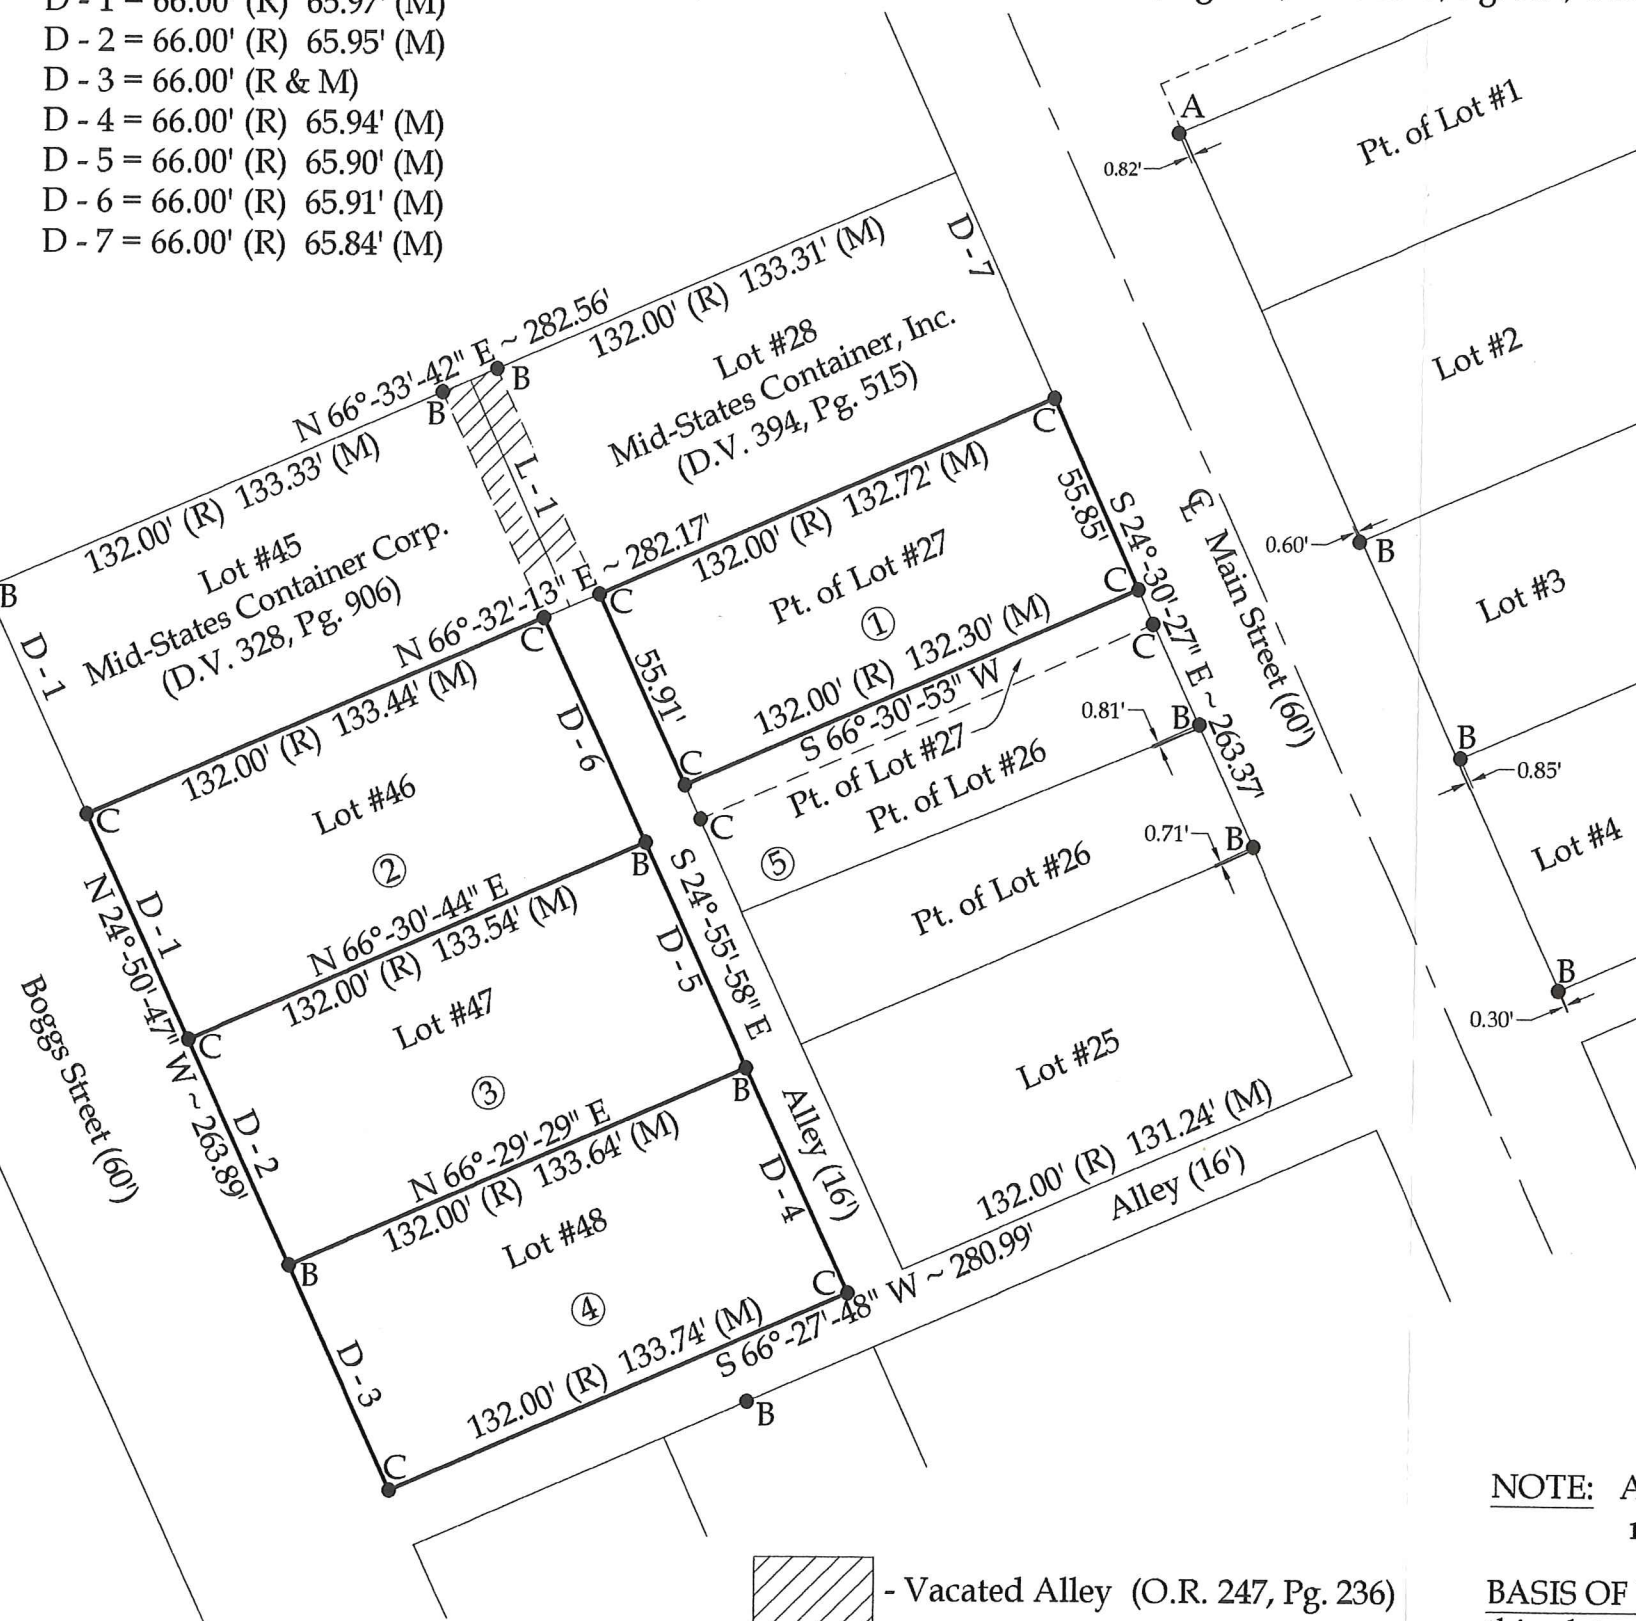 D - 1 = 66.00' (R) 65.97' (M)
D - 2 = 66.00' (R) 65.95' (M)
D - 3 = 66.00' (R & M)
D - 4 = 66.00' (R) 65.94' (M)
D - 5 = 66.00' (R) 65.90' (M)
D - 6 = 66.00' (R) 65.91' (M)
D - 7 = 66.00' (R) 65.84' (M)
A
Pt. of Lot #1
0.82'
D - 7
132.00' (R) 133.31' (M)
N 66°-33'-42" E ~ 282.56'
B
B
Lot #28
Mid-States Container, Inc.
(D.V. 394, Pg. 515)
Lot #2
132.00' (R) 133.33' (M)
L - 1
C
Lot #45
Mid-States Container Corp.
(D.V. 328, Pg. 906)
B
D - 1
132.00' (R) 132.72' (M)
N 66°-32'-13" E ~ 282.17'
55.85'
S 24°-30'-27" E ~ 263.37'
℄ Main Street (60')
0.60'
B
Lot #3
C
C
Pt. of Lot #27
1
C
C
132.00' (R) 133.44' (M)
D - 6
55.91'
132.00' (R) 132.30' (M)
S 66°-30'-53" W
Pt. of Lot #27
Pt. of Lot #26
0.81'
B
B
0.85'
Lot #46
2
C
C
C
5
Lot #4
0.71'
B
Pt. of Lot #26
N 24°-50'-47" W ~ 263.89'
D - 1
N 66°-30'-44" E
132.00' (R) 133.54' (M)
B
S 24°-55'-58" E
D - 5
B
0.30'
Boggs Street (60')
C
Lot #47
3
Lot #25
D - 2
N 66°-29'-29" E
132.00' (R) 133.64' (M)
B
Alley (16')
D - 4
132.00' (R) 131.24' (M)
Alley (16')
B
Lot #48
4
C
S 66°-27'-48" W ~ 280.99'
D - 3
132.00' (R) 133.74' (M)
B
C
NOTE:
- Vacated Alley (O.R. 247, Pg. 236)
BASIS OF